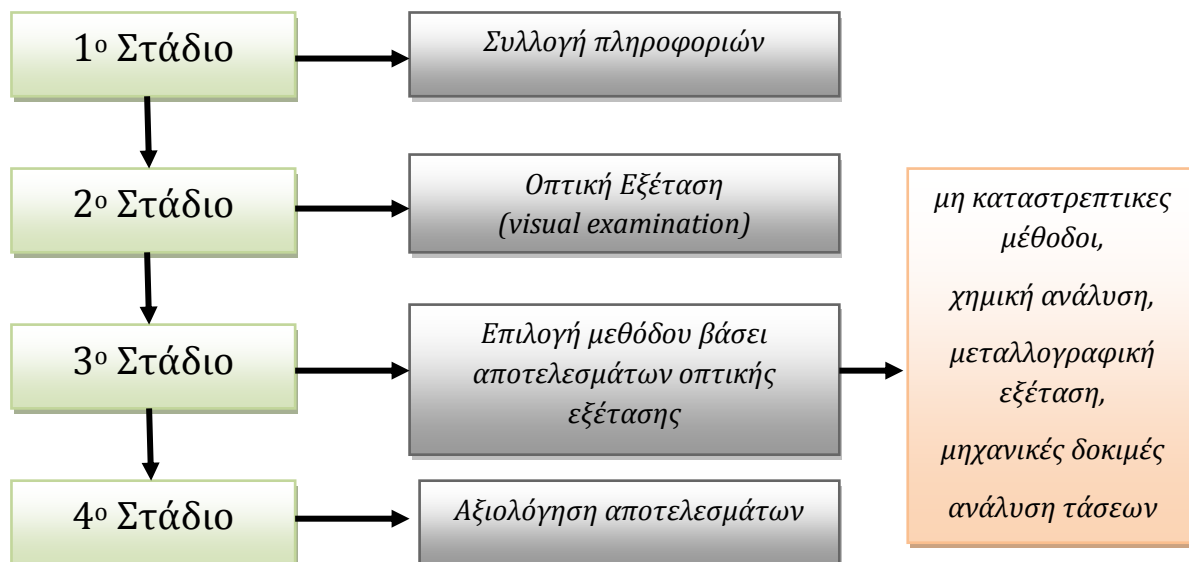 1ο Στάδιο
Συλλογή πληροφοριών
2ο Στάδιο
Οπτική Εξέταση
(visual examination)
3ο Στάδιο
Επιλογή μεθόδου βάσει
αποτελεσμάτων οπτικής
εξέτασης
μη καταστρεπτικες
μέθοδοι,
χημική ανάλυση,
μεταλλογραφική
εξέταση,
μηχανικές δοκιμές
ανάλυση τάσεων
4ο Στάδιο
Αξιολόγηση αποτελεσμάτων